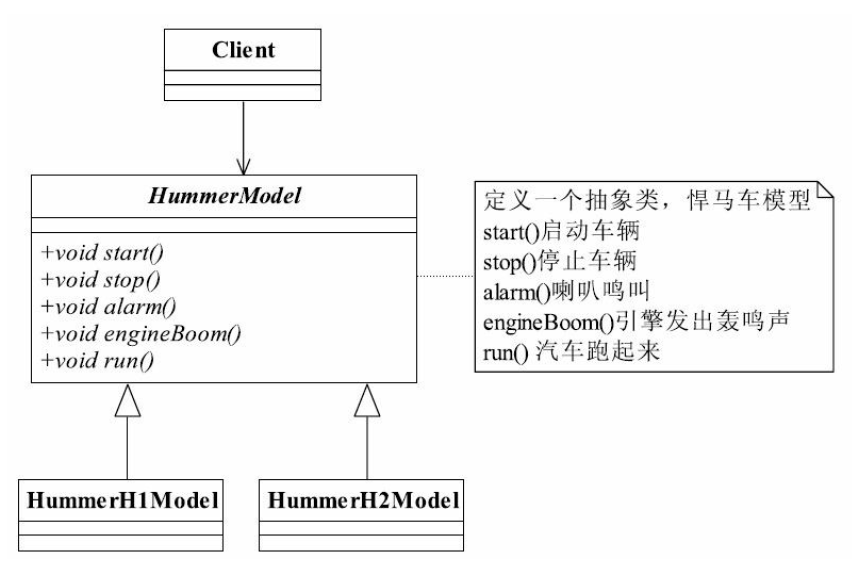 Client
HummerModel
+void start()
+void stop()
+void alarm()
+void engineBoom()
+void run()
定义一个抽象类，悍马车模型
start()启动车辆
stop()停止车辆
alarm()喇叭鸣叫
engineBoom()引擎发出轰鸣声
run() 汽车跑起来
HummerH1Model
HummerH2Model